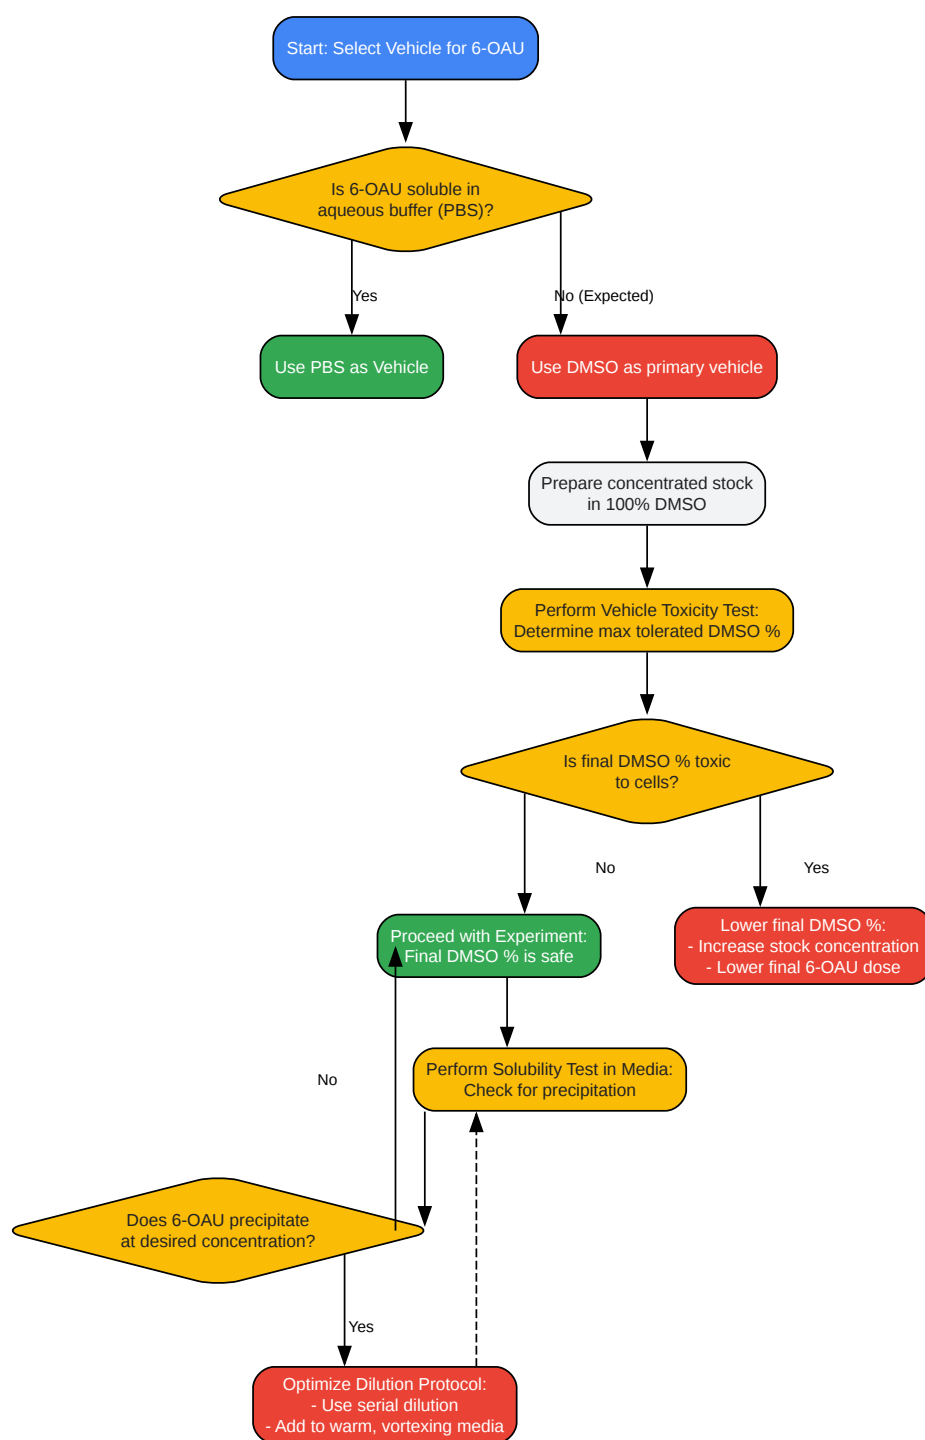 Start: Select Vehicle for 6-OAU
Is 6-OAU soluble in
aqueous buffer (PBS)?
Yes
No (Expected)
Use PBS as Vehicle
Use DMSO as primary vehicle
Prepare concentrated stock
in 100% DMSO
Perform Vehicle Toxicity Test:
Determine max tolerated DMSO %
Is final DMSO % toxic
to cells?
No
Yes
Proceed with Experiment:
Final DMSO % is safe
Lower final DMSO %:
- Increase stock concentration
- Lower final 6-OAU dose
Perform Solubility Test in Media:
Check for precipitation
No
Does 6-OAU precipitate
at desired concentration?
Yes
Optimize Dilution Protocol:
- Use serial dilution
- Add to warm, vortexing media